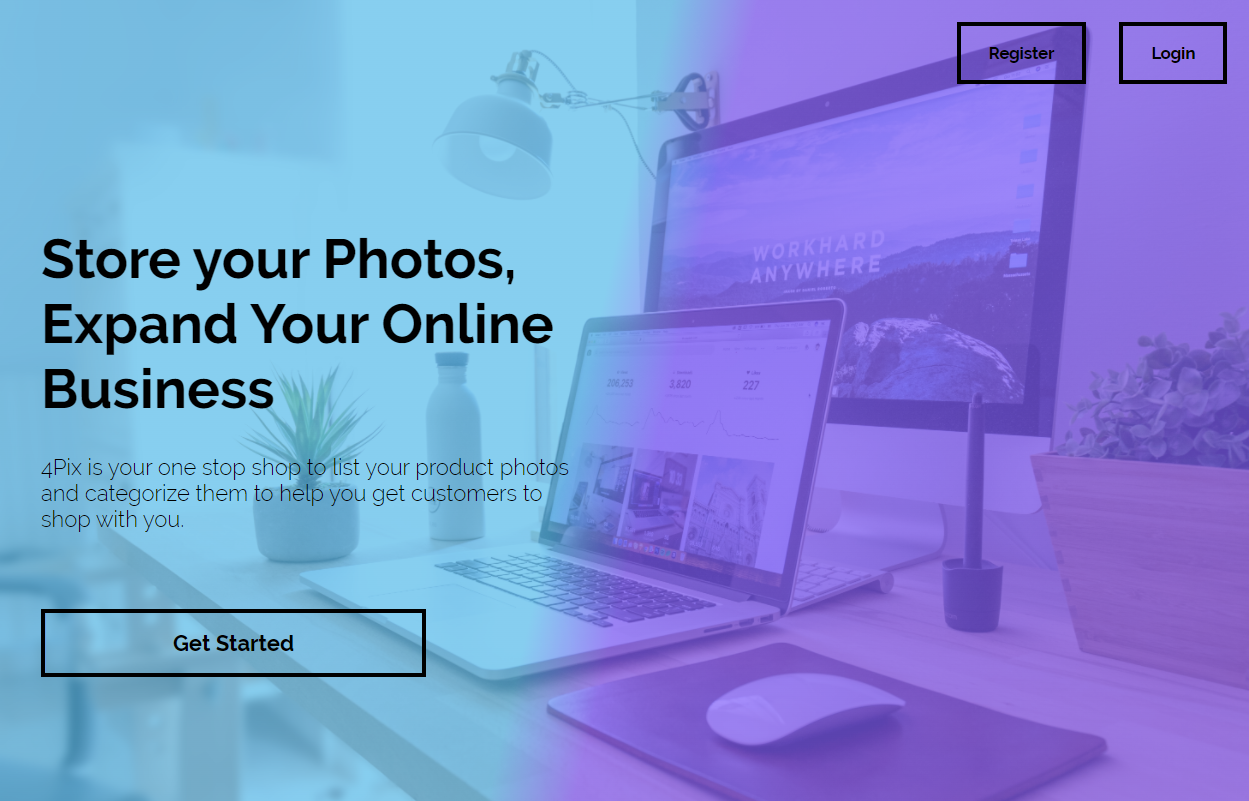 Register
Login
WORKHARD
ANYWHERE
Store your Photos,
Expand Your Online
Business
206,253
3,820
227
4Pix is your one stop shop to list your product photos
and categorize them to help you get customers to
shop with you.
Get Started